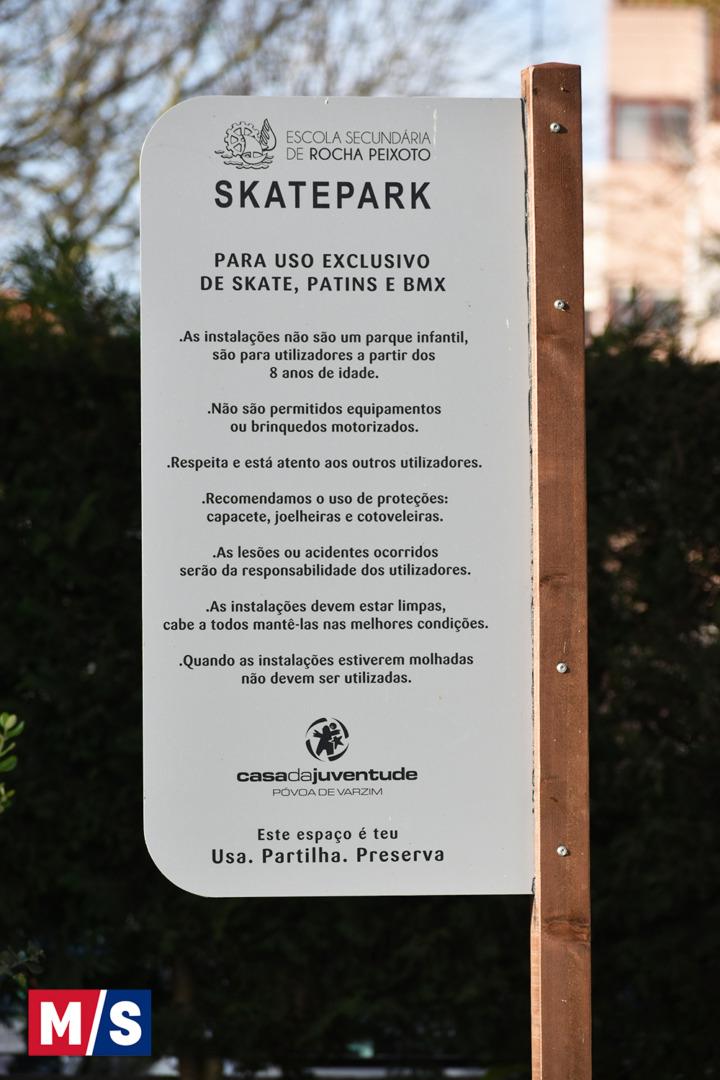 ESCOLA SECUNDÁRIA
DE ROCHA PEIXOTO
SKATEPARK
PARA USO EXCLUSIVO
DE SKATE, PATINS E BMX
.As instalações não são um parque infantil,
são para utilizadores a partir dos
8 anos de idade.
.Não são permitidos equipamentos
ou brinquedos motorizados.
.Respeita e está atento aos outros utilizadores.
.Recomendamos o uso de proteções:
capacete, joelheiras e cotoveleiras.
.As lesões ou acidentes ocorridos
serão da responsabilidade dos utilizadores.
.As instalações devem estar limpas,
cabe a todos mantê-las nas melhores condições.
.Quando as instalações estiverem molhadas
não devem ser utilizadas.
casadajuventude
PÓVOA DE VARZIM
Este espaço é teu
Usa. Partilha. Preserva
M/S